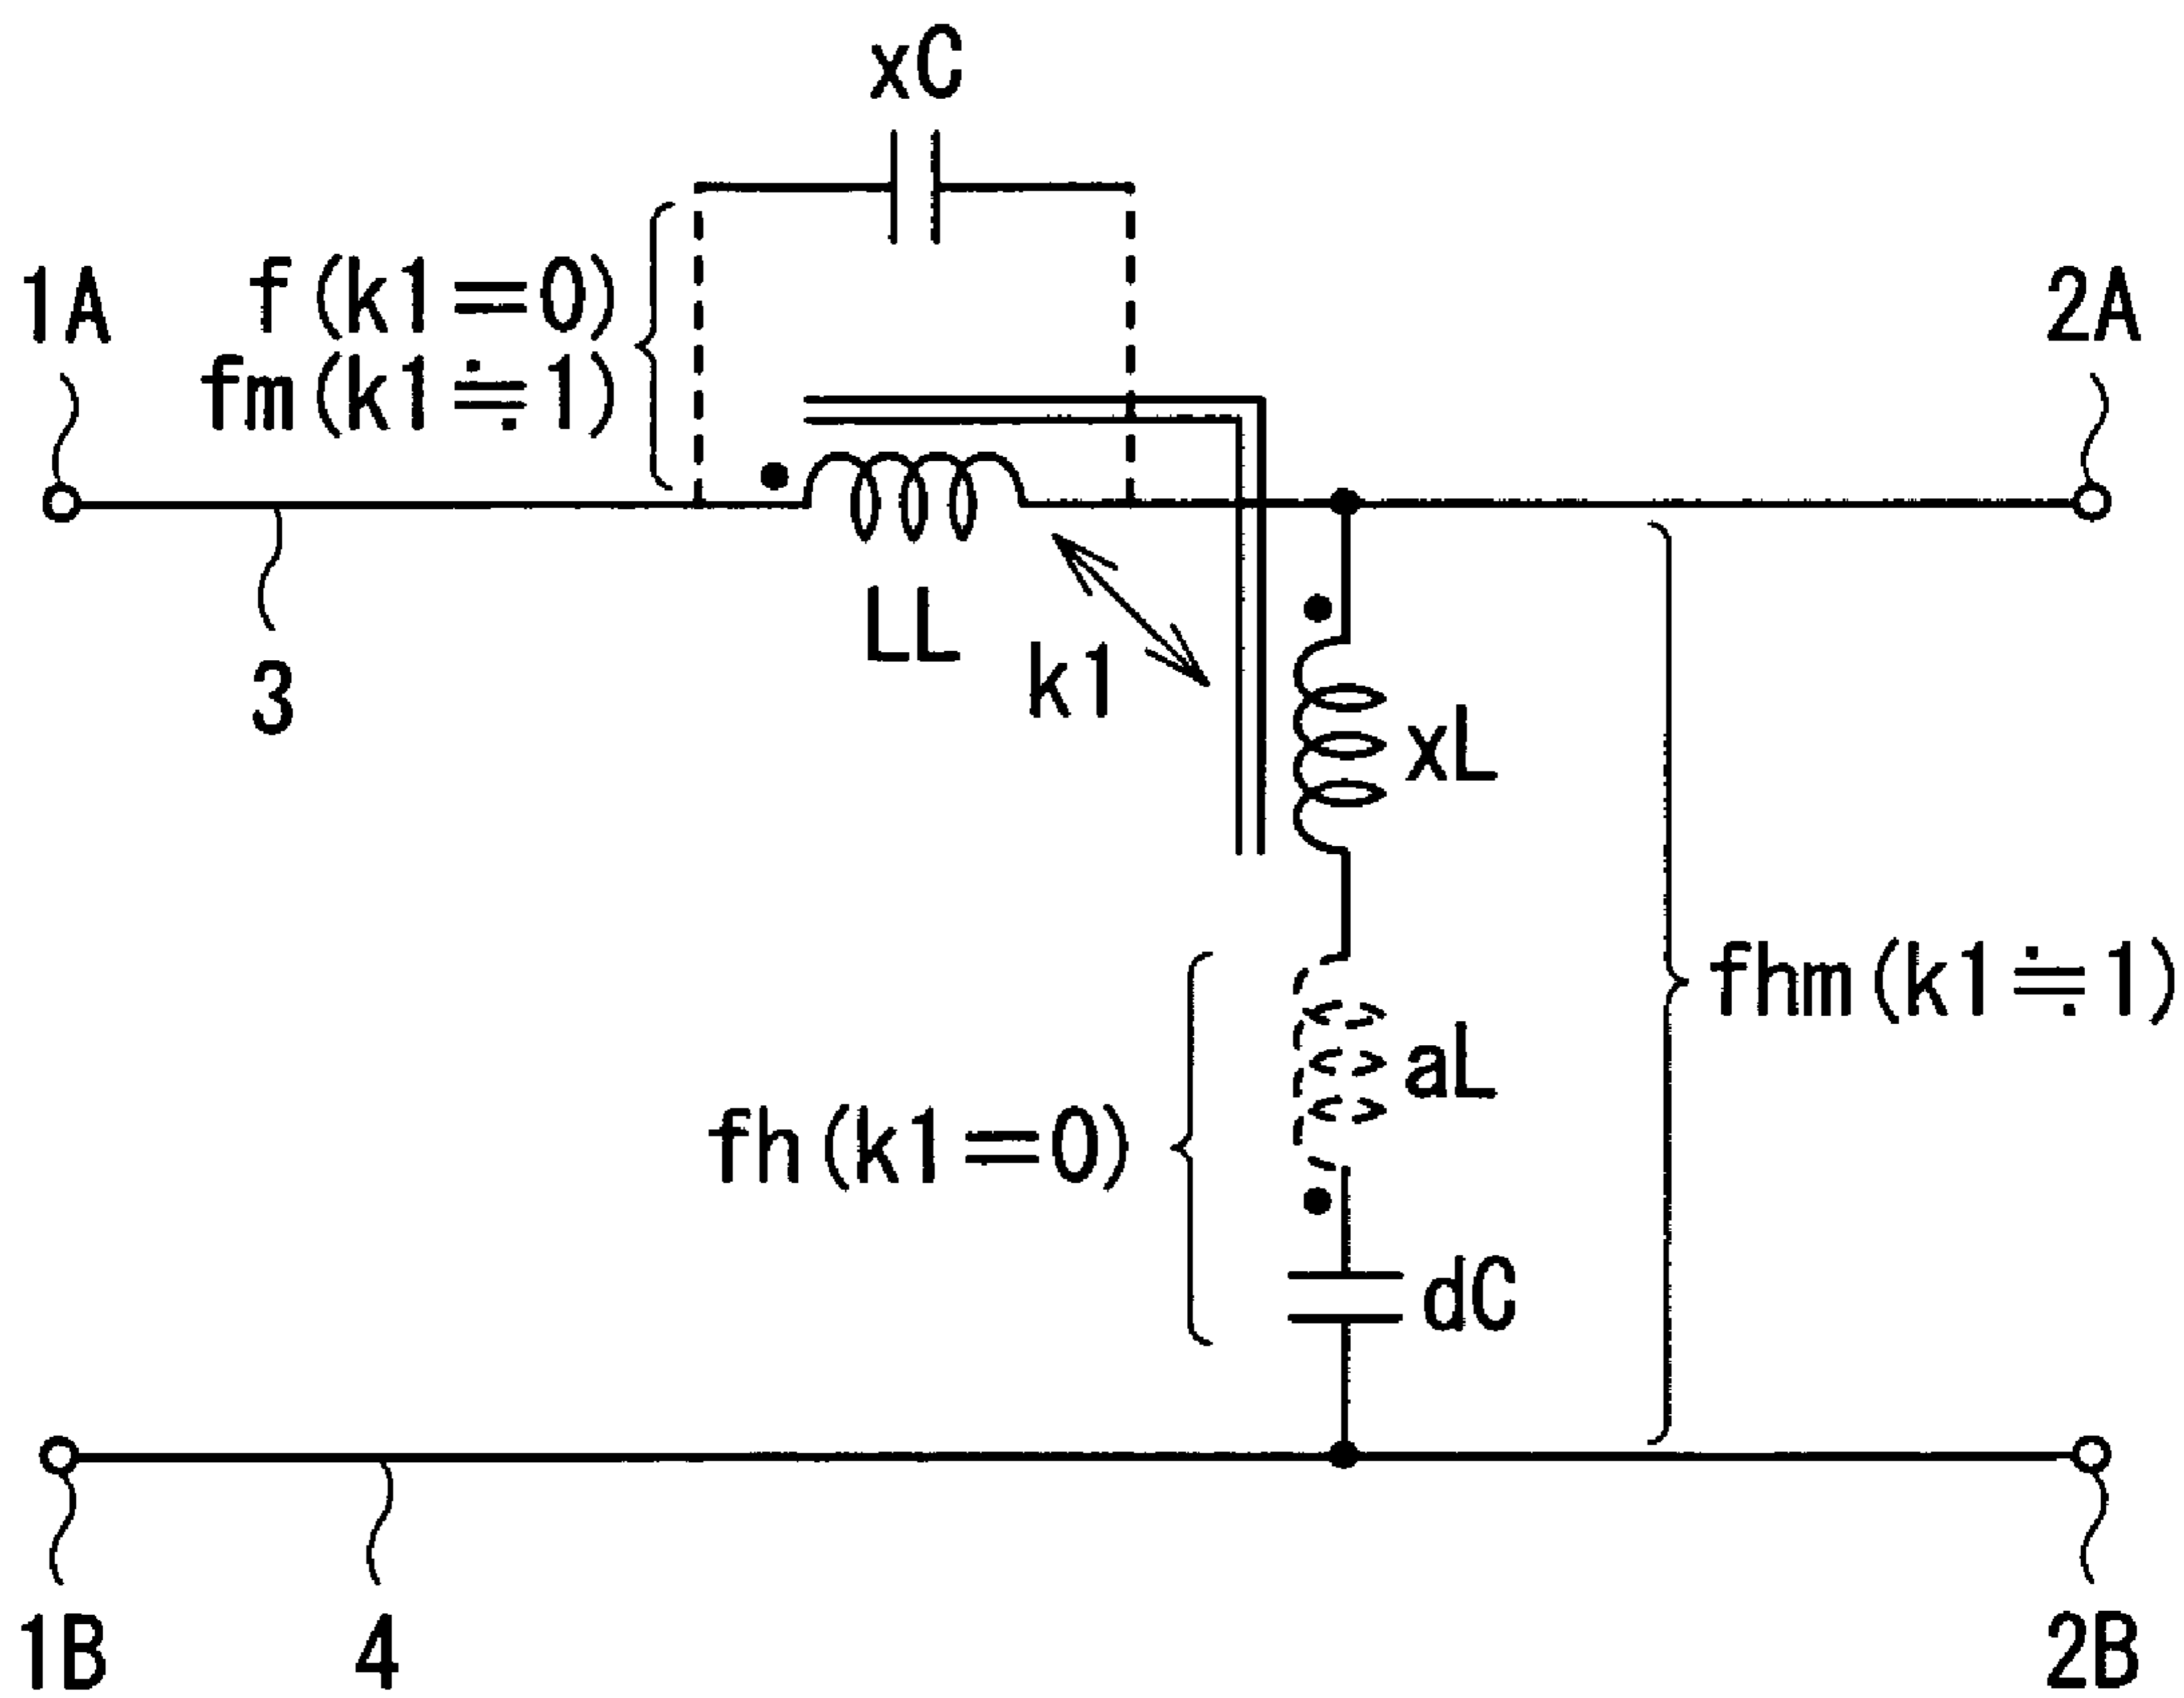 xC
1A
f(k1=0)
fm(k1≒1)
2A
LL
k1
3
xL
fhm(k1≒1)
aL
fh(k1=0)
dC
1B
4
2B